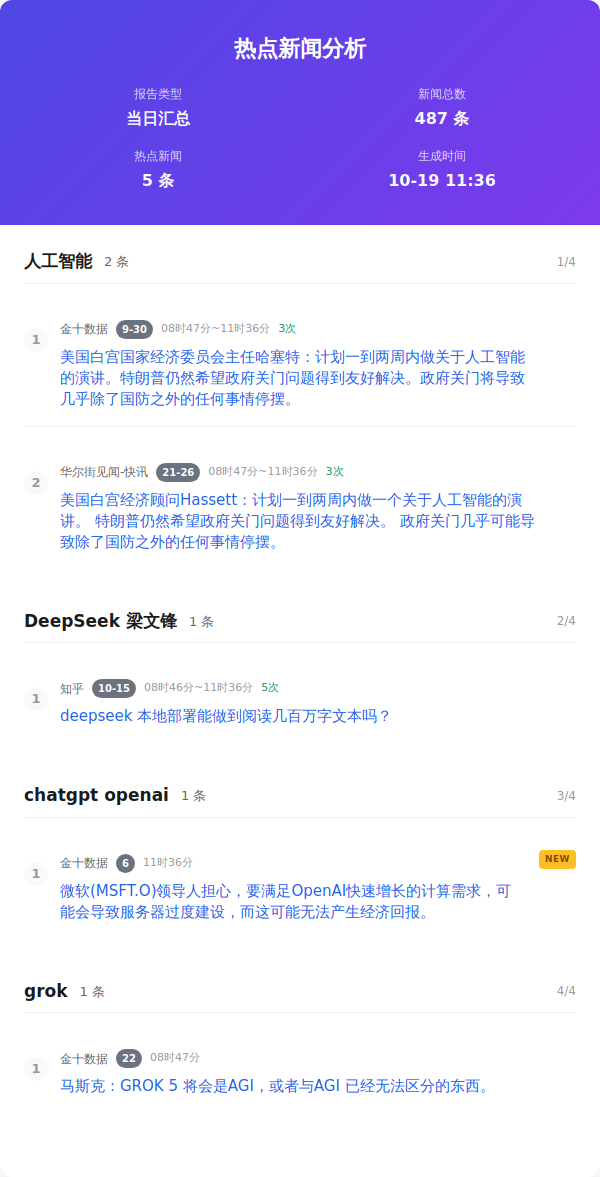 热点新闻分析
报告类型
新闻总数
当日汇总
487 条
热点新闻
生成时间
5 条
10-19 11:36
人工智能 2 条 1/4
1 金十数据 9-30 08时47分~11时36分 3次
美国白宫国家经济委员会主任哈塞特：计划一到两周内做关于人工智能
的演讲。特朗普仍然希望政府关门问题得到友好解决。政府关门将导致
几乎除了国防之外的任何事情停摆。
2 华尔街见闻-快讯 21-26 08时47分~11时36分 3次
美国白宫经济顾问Hassett：计划一到两周内做一个关于人工智能的演
讲。 特朗普仍然希望政府关门问题得到友好解决。 政府关门几乎可能导
致除了国防之外的任何事情停摆。
DeepSeek 梁文锋 1 条 2/4
1 知乎 10-15 08时46分~11时36分 5次
deepseek 本地部署能做到阅读几百万字文本吗？
chatgpt openai 1 条 3/4
1 金十数据 6 11时36分 NEW
微软(MSFT.O)领导人担心，要满足OpenAI快速增长的计算需求，可
能会导致服务器过度建设，而这可能无法产生经济回报。
grok 1 条 4/4
1 金十数据 22 08时47分
马斯克：GROK 5 将会是AGI，或者与AGI 已经无法区分的东西。